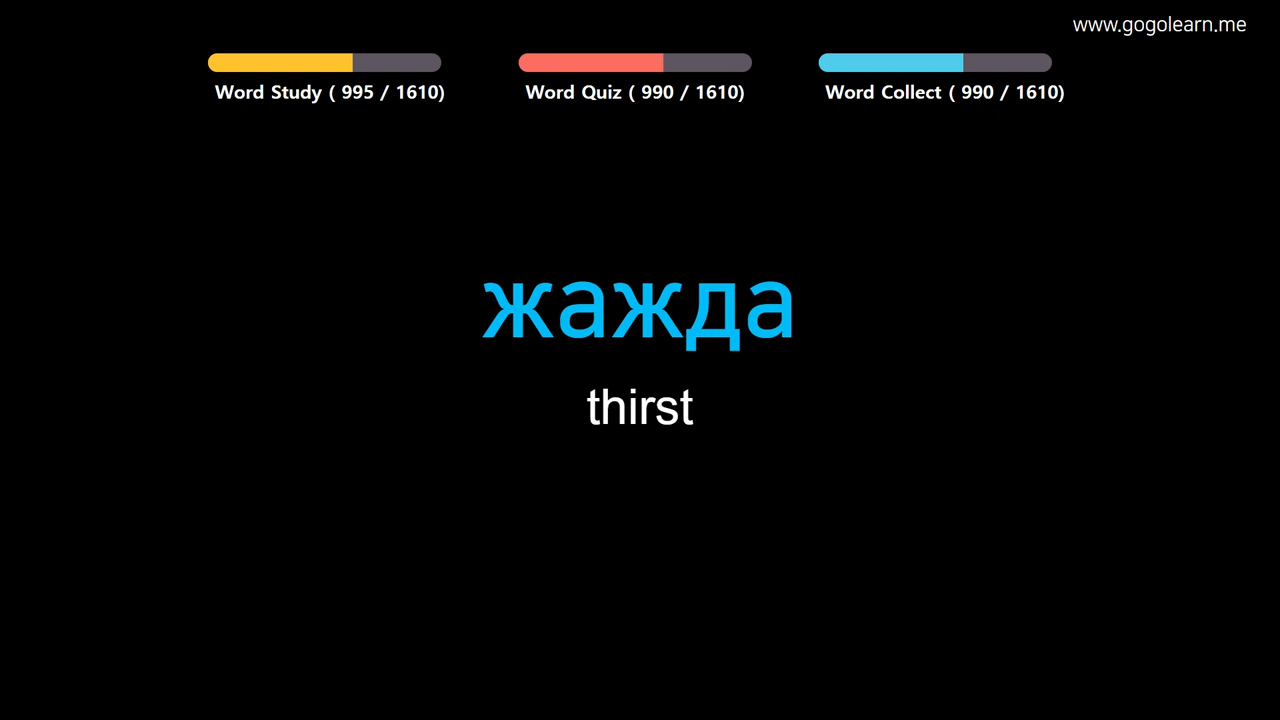 www.gogolearn.me
Word Study ( 995 / 1610)
Word Quiz ( 990 / 1610)
Word Collect ( 990 / 1610)
жажда
thirst